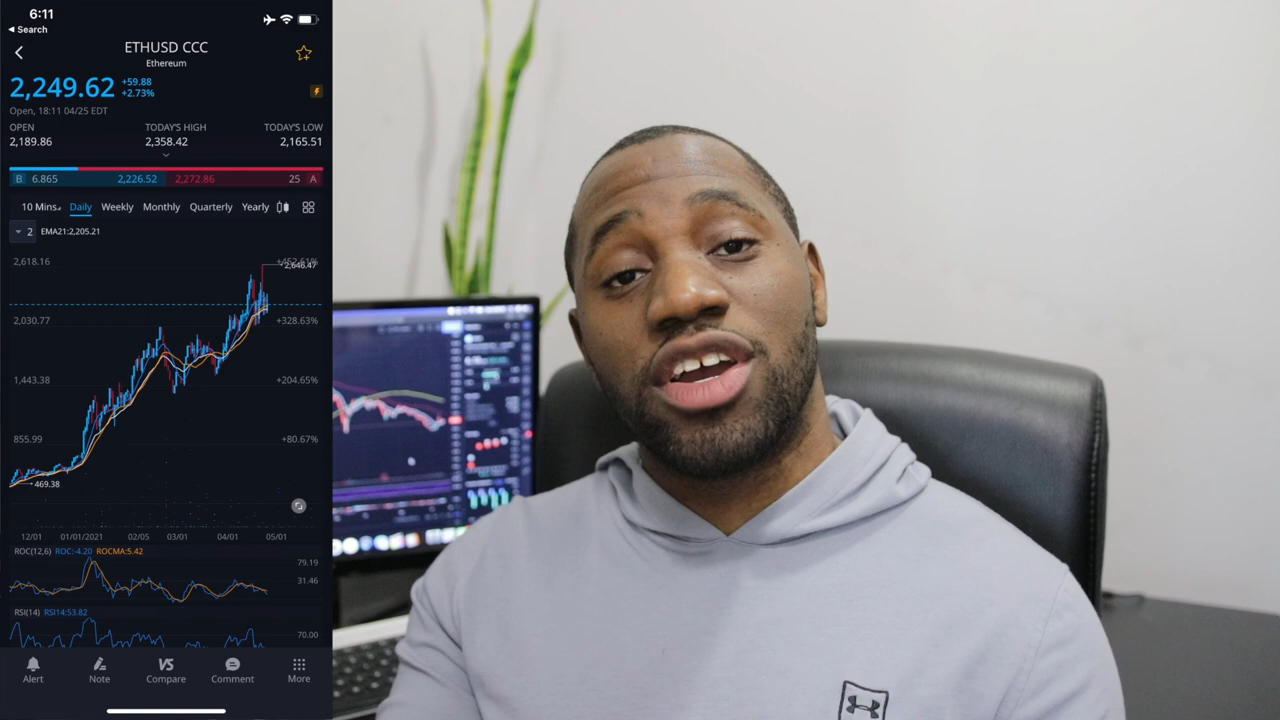 6:11
Search
ETHUSD CCC
Ethereum
2,249.62
+59.88
+2.73%
Open, 18:11 04/25 EDT
OPEN TODAY'S HIGH TODAY'S LOW
2,189.86 2,358.42 2,165.51
B 6.865 2,226.52 2,272.86 25 A
10 Mins Daily Weekly Monthly Quarterly Yearly
2 EMA21:2,205.21
2,618.16
2,646.47
2,030.77 +328.63%
1,443.38 +204.65%
855.99 +80.67%
469.38
12/01 01/01/2021 02/05 03/01 04/01 05/01
ROC(12,6) ROC:-4.20 ROCMA:5.42
79.19
31.46
RSI(14) RSI14:53.82
70.00
Alert Note VS Compare Comment More